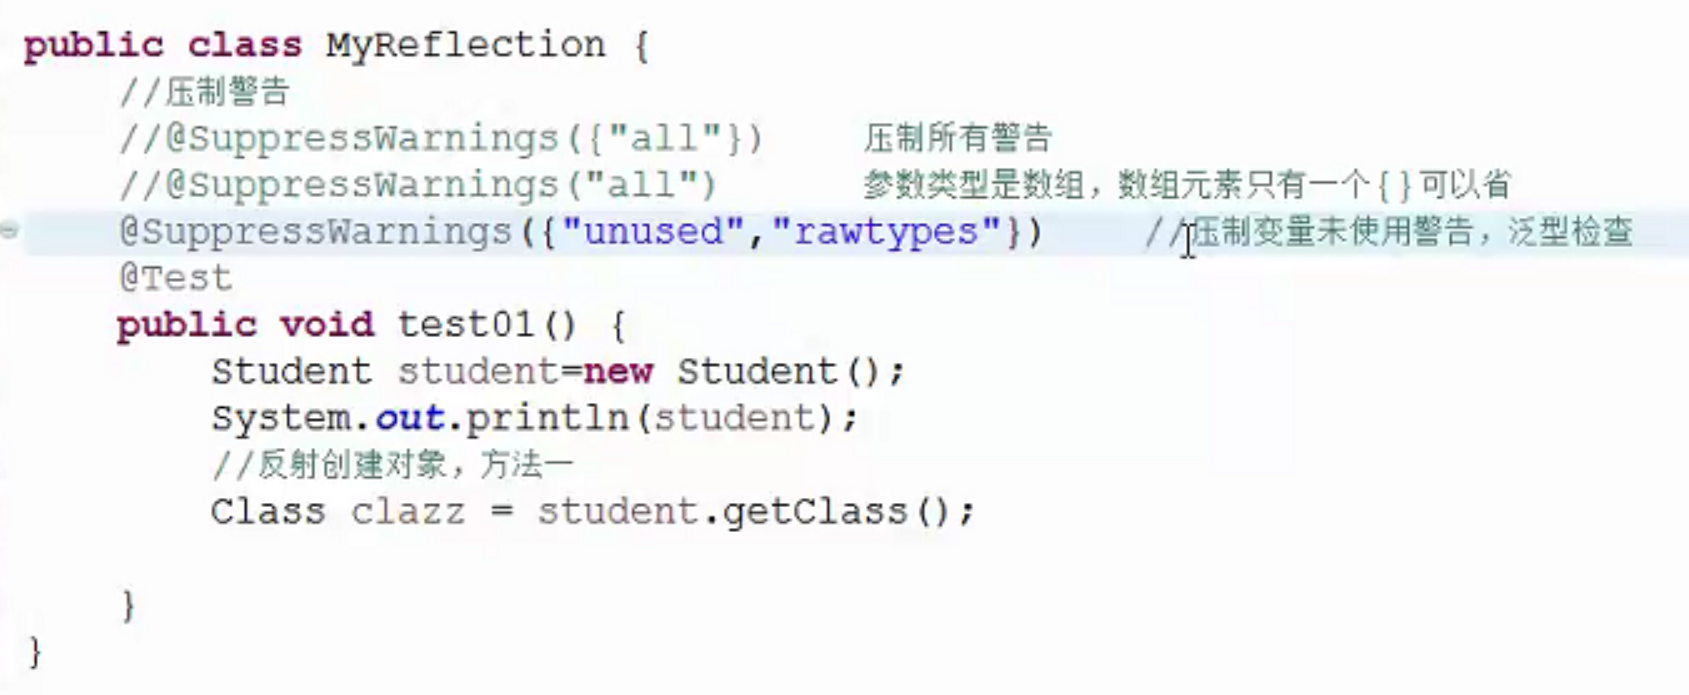 public class MyReflection {
//压制警告
//@SuppressWarnings({"all"}) 压制所有警告
//@SuppressWarnings("all") 参数类型是数组，数组元素只有一个{}可以省
@SuppressWarnings({"unused","rawtypes"}) //压制变量未使用警告，泛型检查
@Test
public void test01() {
Student student=new Student();
System.out.println(student);
//反射创建对象，方法一
Class clazz = student.getClass();
}
}